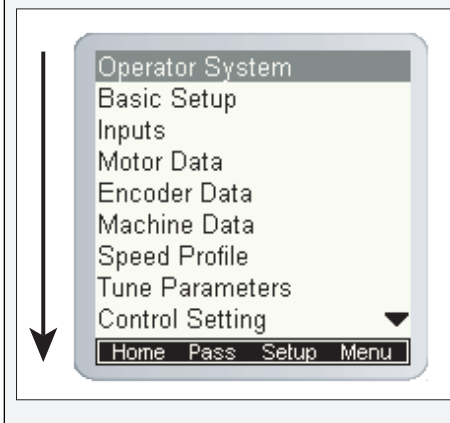 Operator System
Basic Setup
Inputs
Motor Data
Encoder Data
Machine Data
Speed Profile
Tune Parameters
Control Setting
Home Pass Setup Menu